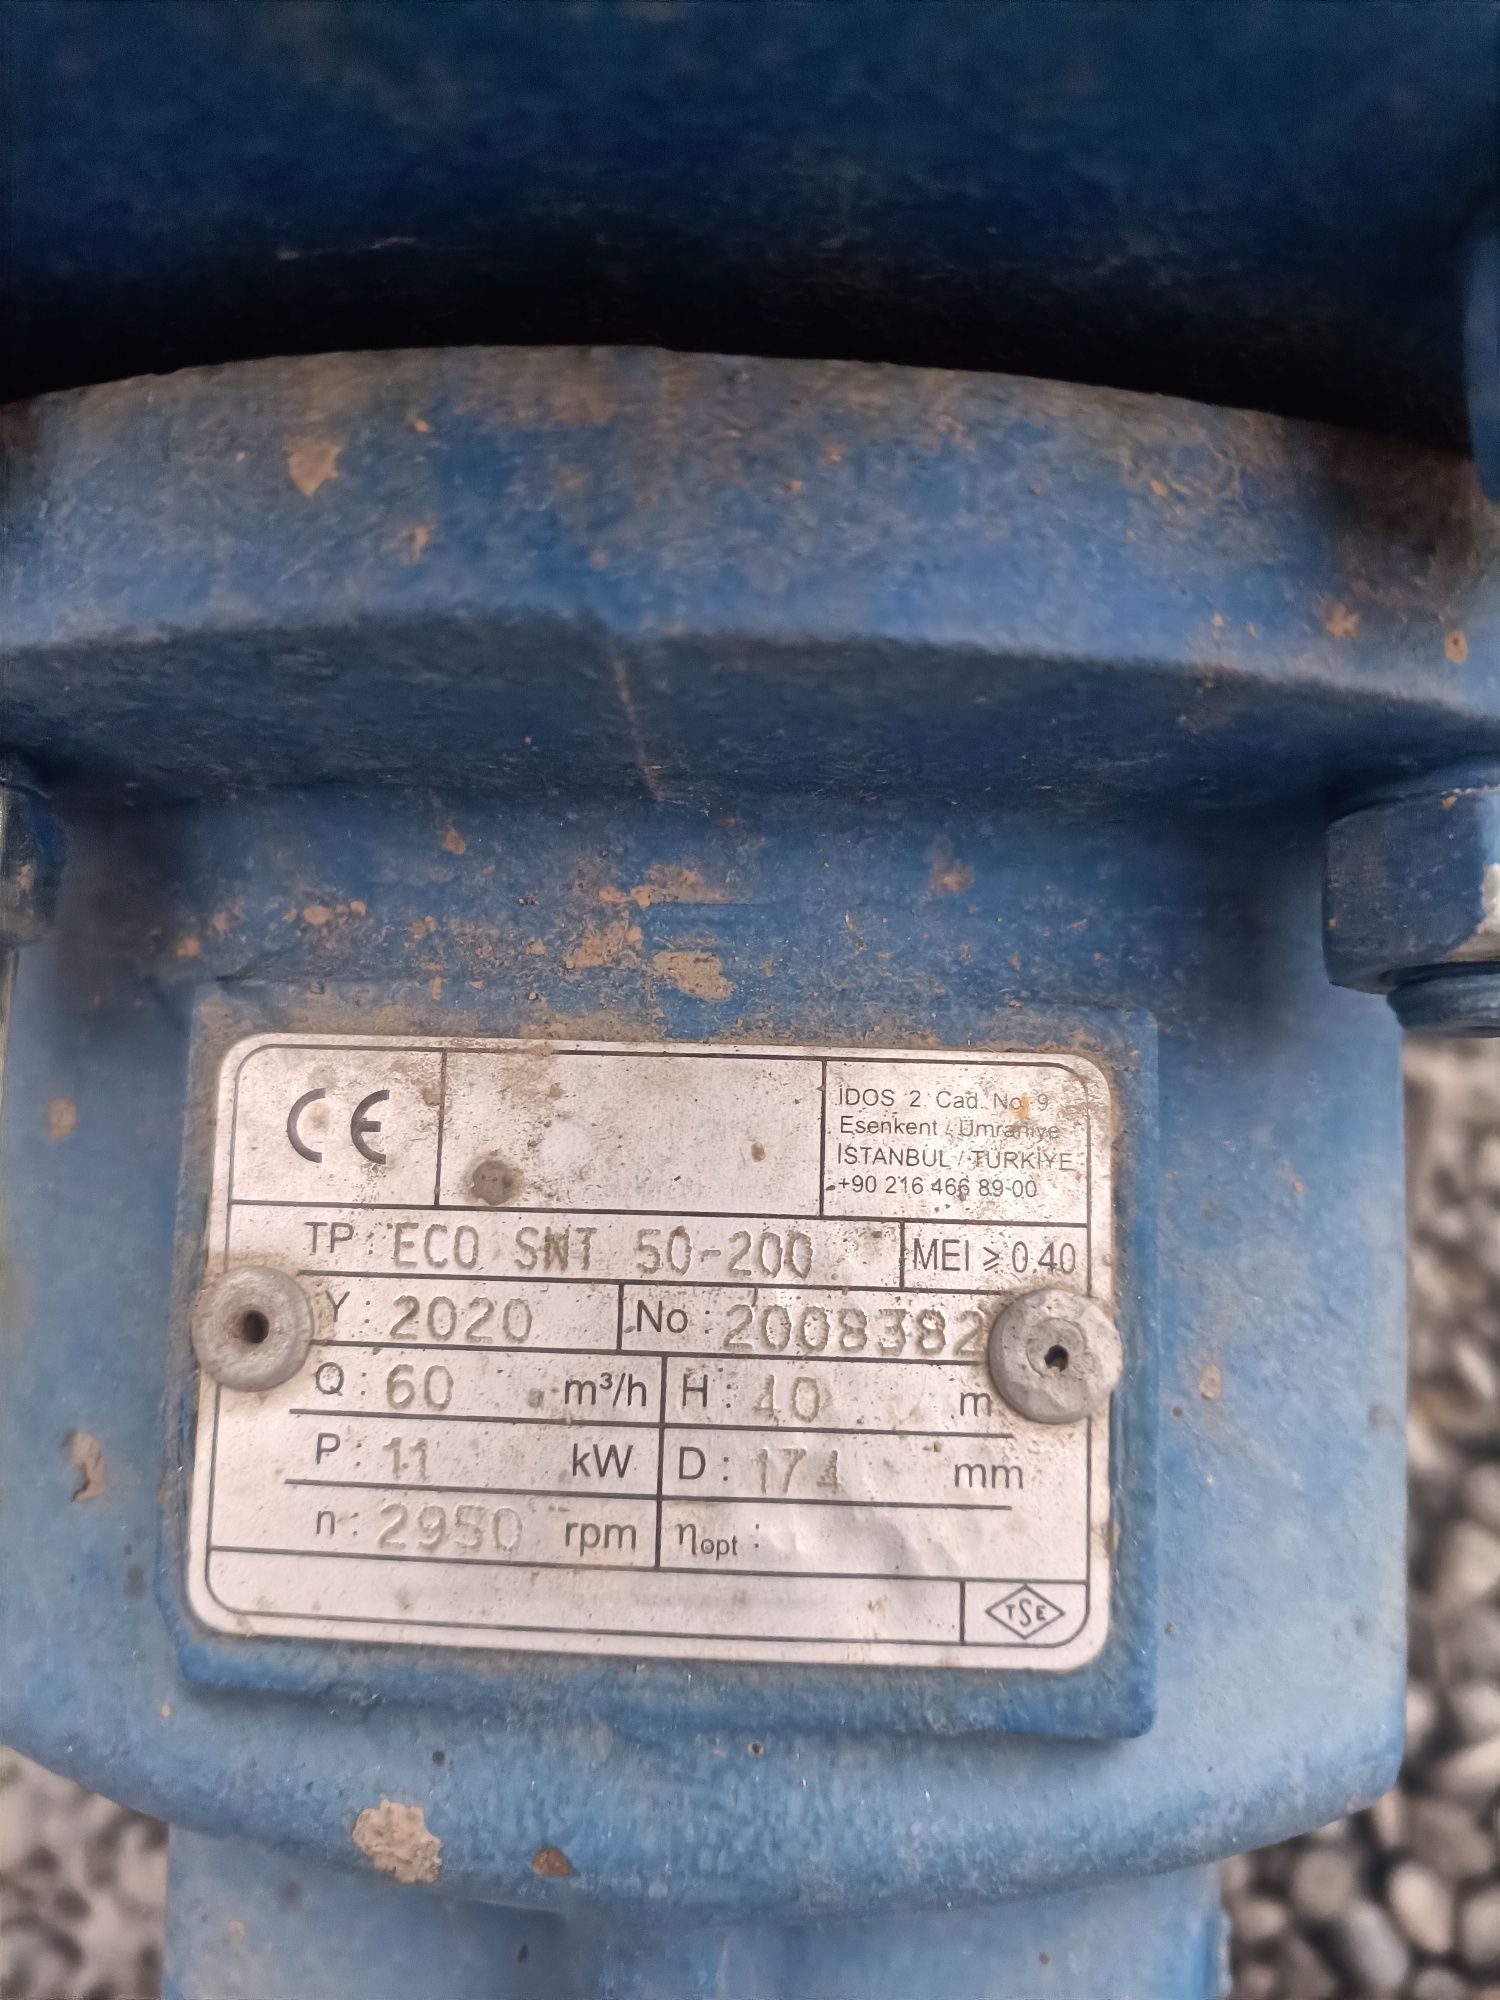 CE
İDOS 2. Cad. No: 9
Esenkent / Ümraniye
İSTANBUL / TÜRKİYE
+90 216 466 89 00
TP : ECO SNT 50-200
MEI ≥ 0.40
Y : 2020 No : 2008382
Q : 60 m³/h H : 40 m
P : 11 kW D : 174 mm
n : 2950 rpm ηopt :
TSE